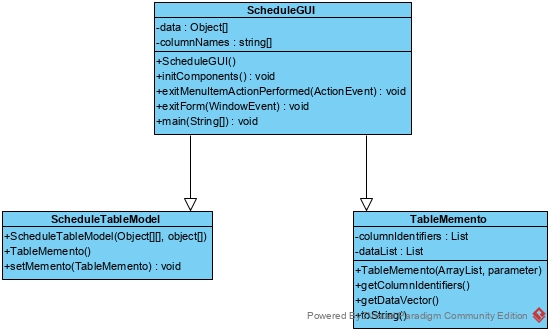 ScheduleGUI
-data : Object[]
-columnNames : string[]
+ScheduleGUI()
+initComponents() : void
+exitMenuItemActionPerformed(ActionEvent) : void
+exitForm(WindowEvent) : void
+main(String[]) : void
ScheduleTableModel
+ScheduleTableModel(Object[][], object[])
+TableMemento()
+setMemento(TableMemento) : void
TableMemento
-columnIdentifiers : List
-dataList : List
+TableMemento(ArrayList, parameter)
+getColumnIdentifiers()
+getDataVector()
+toString()
Powered By Visual Paradigm Community Edition